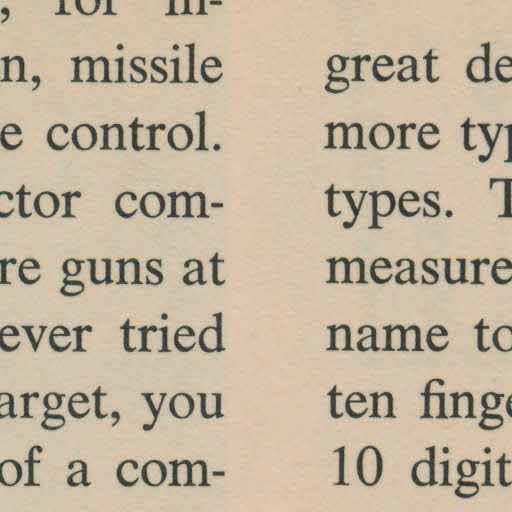 , for in-
n, missile
e control.
ctor com-
re guns at
ever tried
arget, you
of a com-
great de
more typ
types. T
measure
name to
ten finge
10 digit